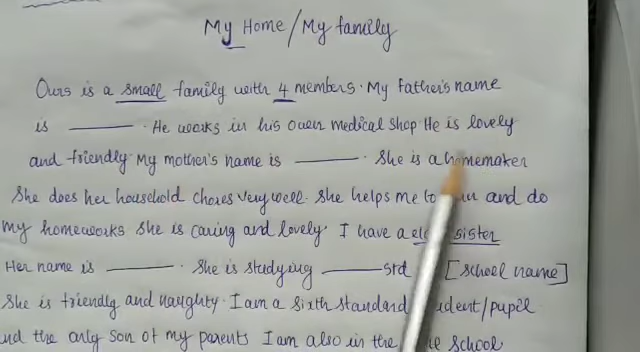 My Home/My family
Ours is a small family with 4 members. My father's name
is ______ . He works in his own medical shop He is lovely
and friendly My mother's name is ______ . She is a homemaker
She does her household chores very well. She helps me to and do
my homeworks She is caring and lovely. I have a sister
Her name is ______ . She is studying ______ std [school name]
She is friendly and naughty. I am a sixth standard student/pupil
and the only son of my parents I am also in the school